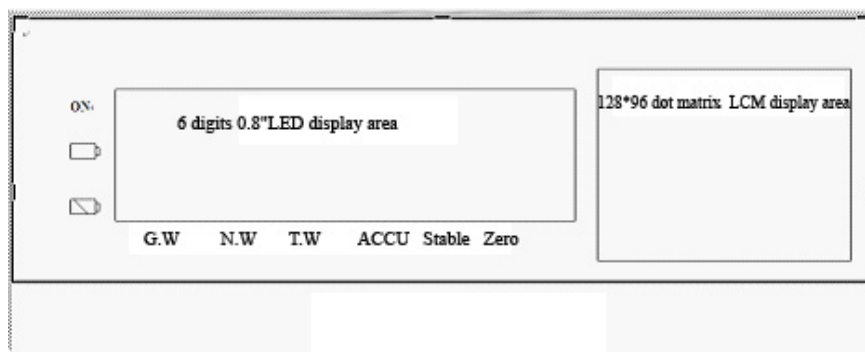 ON
6 digits 0.8"LED display area
128*96 dot matrix LCM display area
G.W N.W T.W ACCU Stable Zero